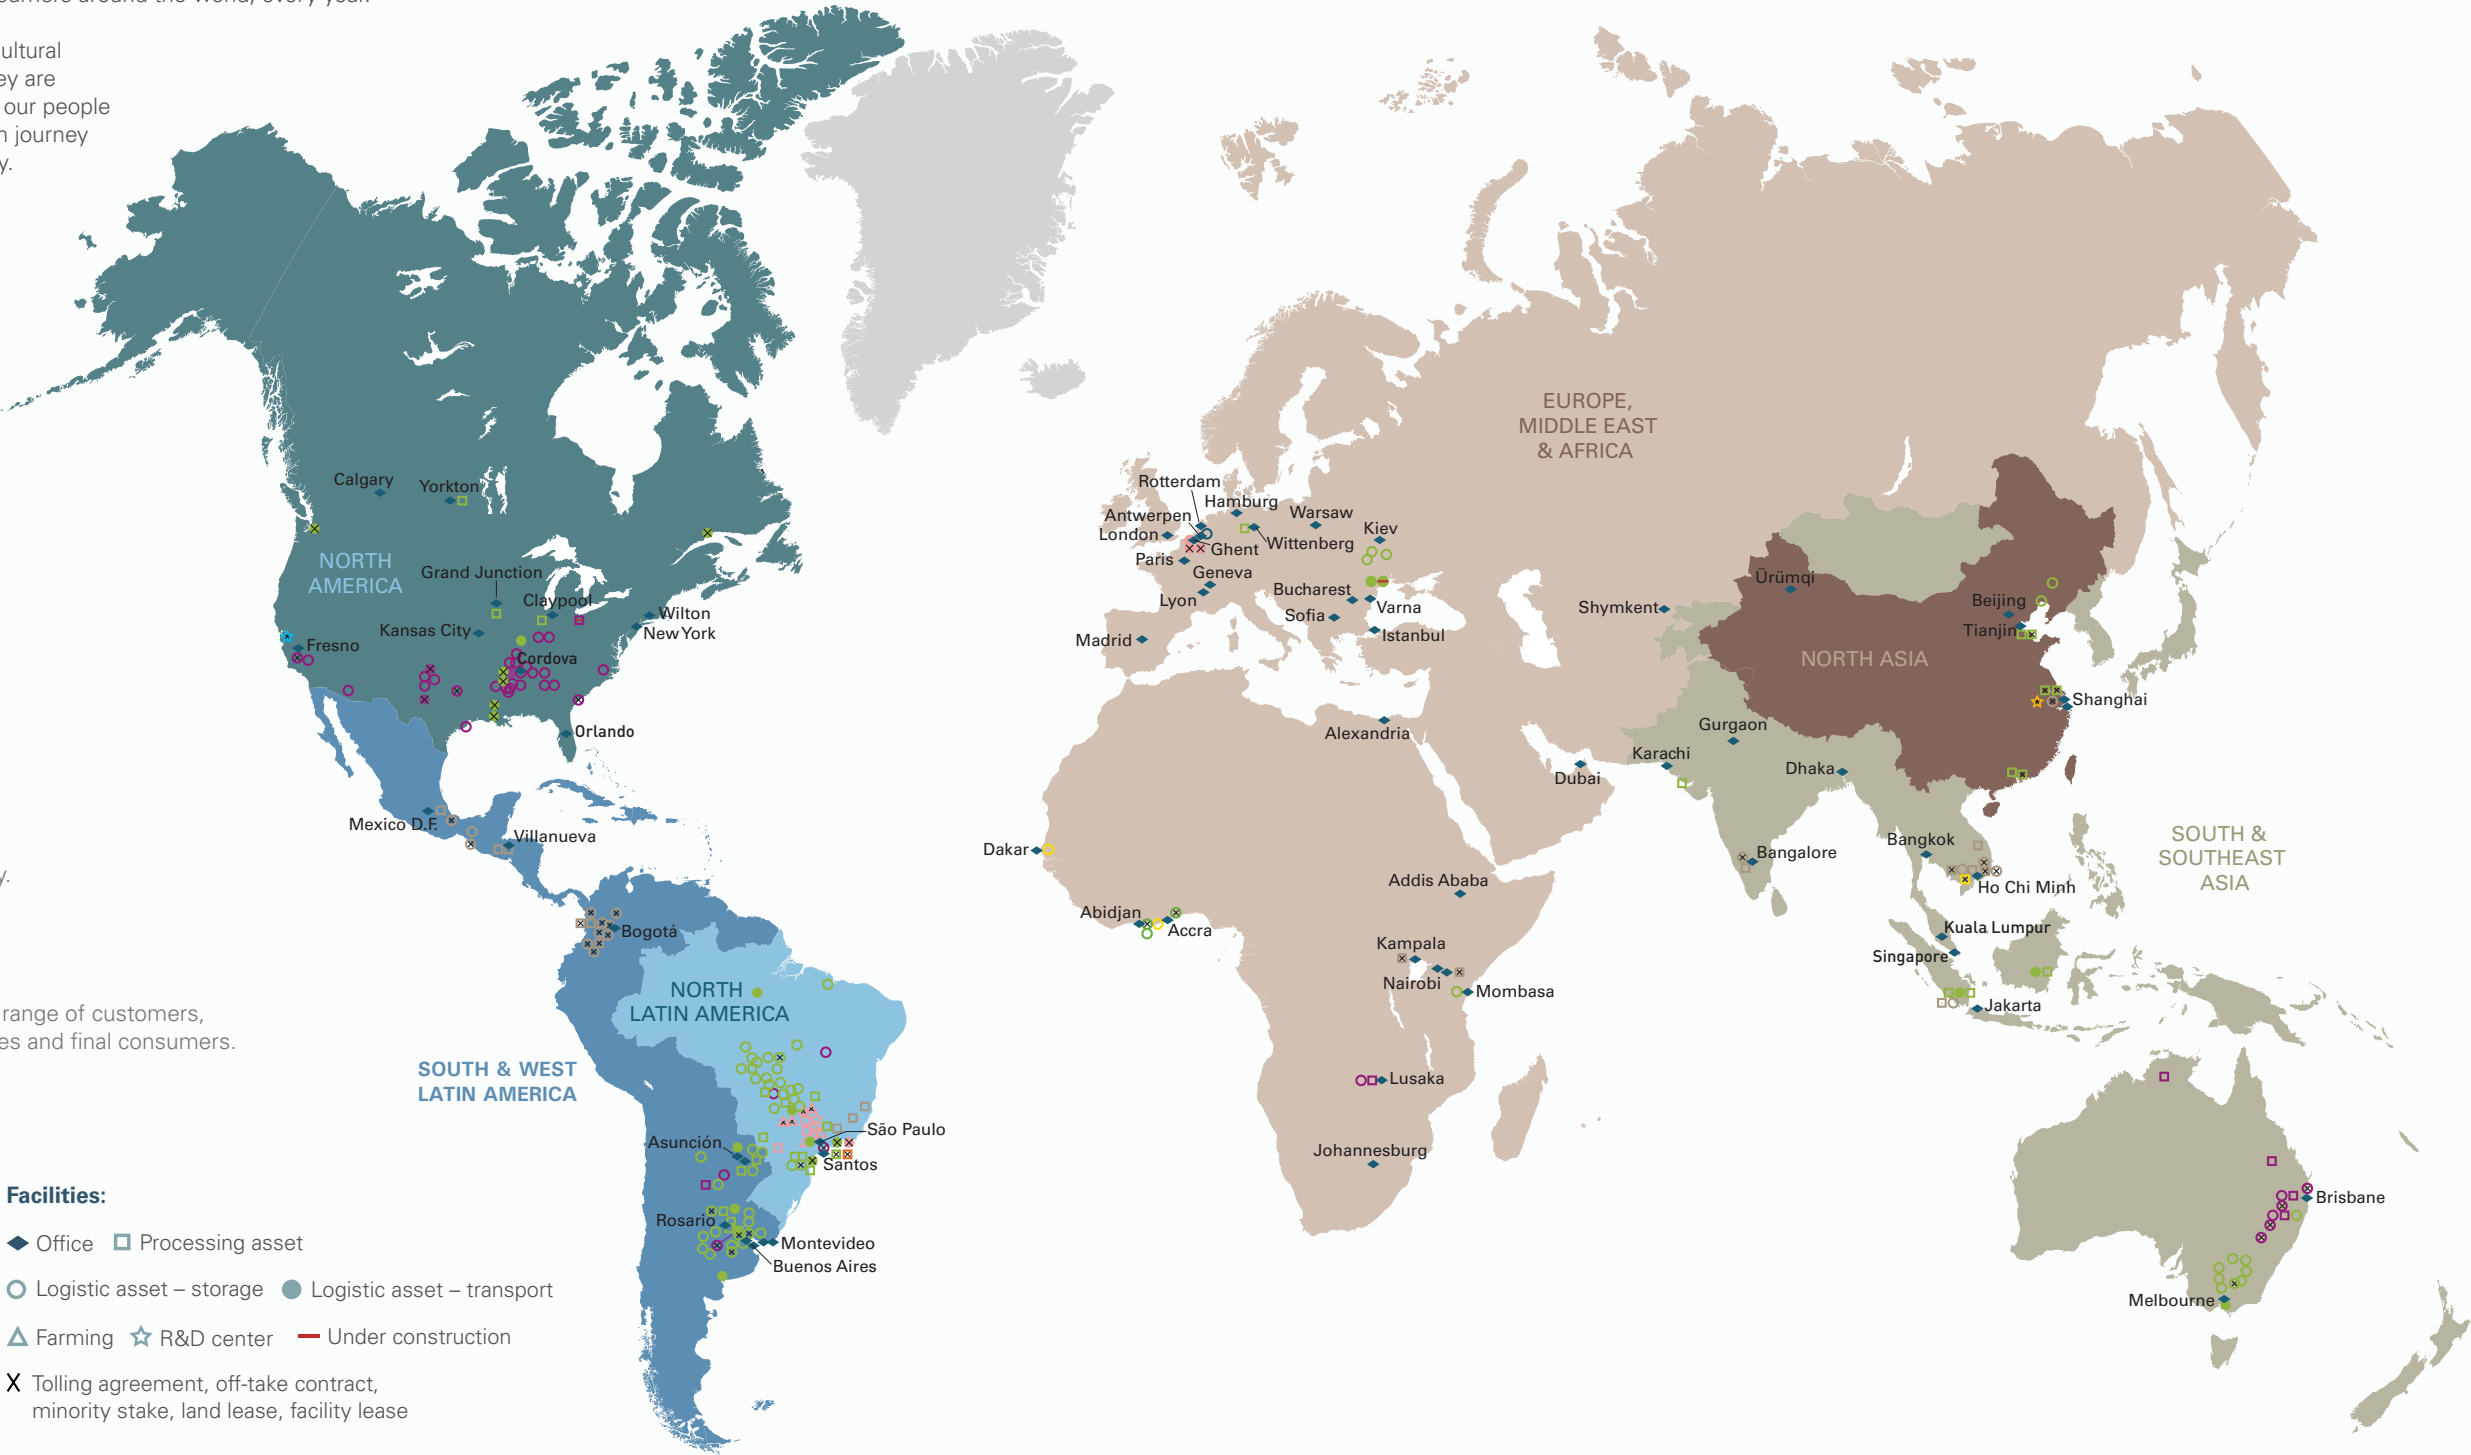 around the world, every year.
ultural
ey are
our people
n journey
y.
y.
range of customers,
es and final consumers.
Calgary
Yorkton
NORTH
AMERICA
Grand Junction
Claypool
Wilton
New York
Kansas City
Fresno
Cordova
Orlando
Mexico D.F.
Villanueva
Bogotá
NORTH
LATIN AMERICA
SOUTH & WEST
LATIN AMERICA
São Paulo
Asunción
Santos
Rosario
Montevideo
Buenos Aires
EUROPE,
MIDDLE EAST
& AFRICA
Rotterdam
Hamburg
Antwerpen
Warsaw
London
Kiev
Ghent
Wittenberg
Paris
Geneva
Lyon
Bucharest
Varna
Sofia
Istanbul
Madrid
Shymkent
Alexandria
Dubai
Dakar
Addis Ababa
Abidjan
Accra
Kampala
Nairobi
Mombasa
Lusaka
Johannesburg
Ürümqi
Beijing
Tianjin
NORTH ASIA
Shanghai
Gurgaon
Karachi
Dhaka
SOUTH &
SOUTHEAST
ASIA
Bangkok
Bangalore
Ho Chi Minh
Kuala Lumpur
Singapore
Jakarta
Brisbane
Melbourne
Facilities:
Office Processing asset
Logistic asset – storage Logistic asset – transport
Farming R&D center Under construction
X Tolling agreement, off-take contract,
minority stake, land lease, facility lease